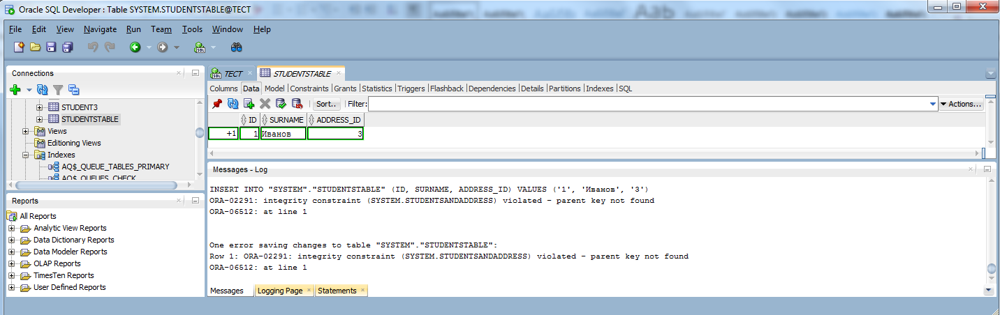 Oracle SQL Developer : Table SYSTEM.STUDENTSTABLE@TECT
File Edit View Navigate Run Team Tools Window Help
Connections
STUDENT3
STUDENTSTABLE
Views
Editioning Views
Indexes
AQ$_QUEUE_TABLES_PRIMARY
AQ$_QUEUES_CHECK
Reports
All Reports
Analytic View Reports
Data Dictionary Reports
Data Modeler Reports
OLAP Reports
TimesTen Reports
User Defined Reports
TECT STUDENTSTABLE
Columns Data Model Constraints Grants Statistics Triggers Flashback Dependencies Details Partitions Indexes SQL
Sort.. Filter: Actions...
ID SURNAME ADDRESS_ID
+1 1 Иванов 3
Messages - Log
INSERT INTO "SYSTEM"."STUDENTSTABLE" (ID, SURNAME, ADDRESS_ID) VALUES ('1', 'Иванов', '3')
ORA-02291: integrity constraint (SYSTEM.STUDENTSANDADDRESS) violated - parent key not found
ORA-06512: at line 1
One error saving changes to table "SYSTEM"."STUDENTSTABLE":
Row 1: ORA-02291: integrity constraint (SYSTEM.STUDENTSANDADDRESS) violated - parent key not found
ORA-06512: at line 1
Messages Logging Page Statements